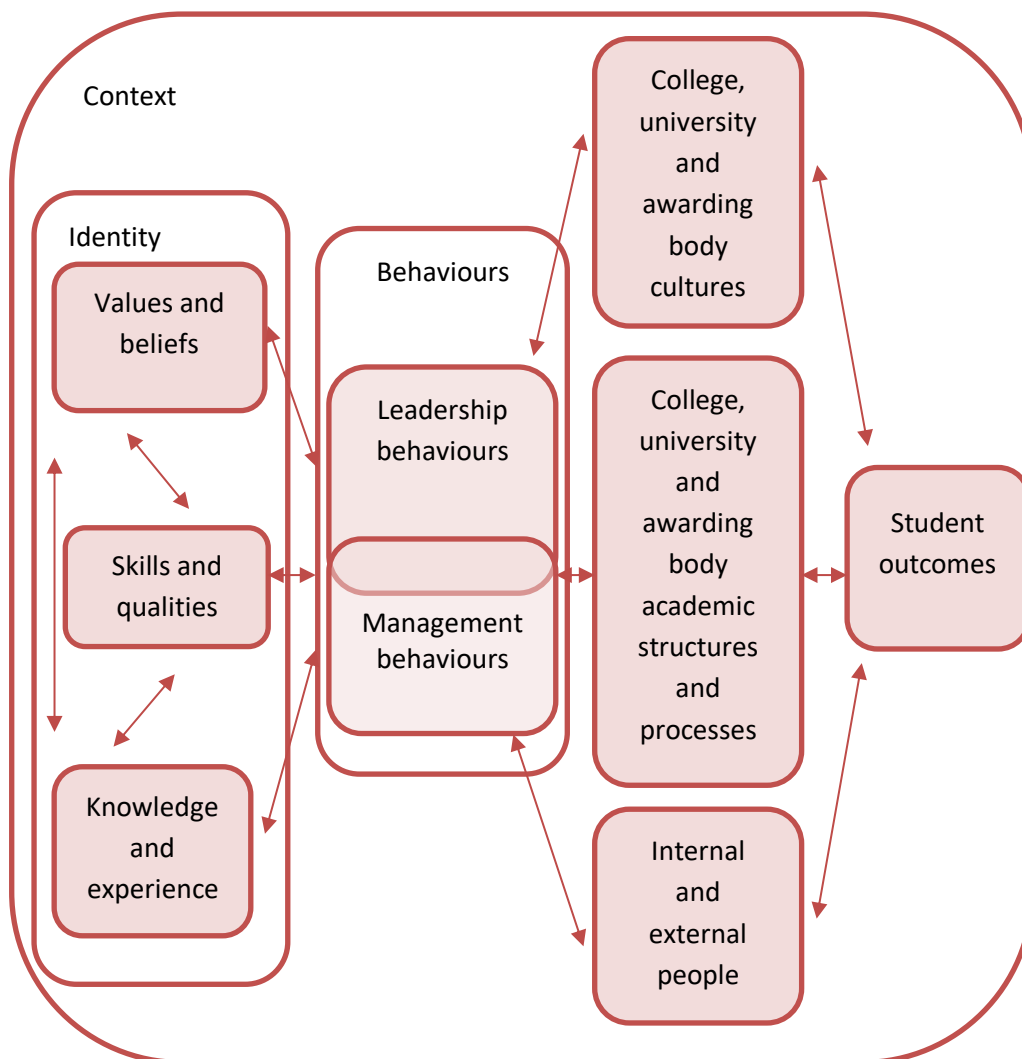 Context
Identity
Values and
beliefs
Skills and
qualities
Knowledge
and
experience
Behaviours
Leadership
behaviours
Management
behaviours
College,
university
and
awarding
body
cultures
College,
university
and
awarding
body
academic
structures
and
processes
Internal
and
external
people
Student
outcomes